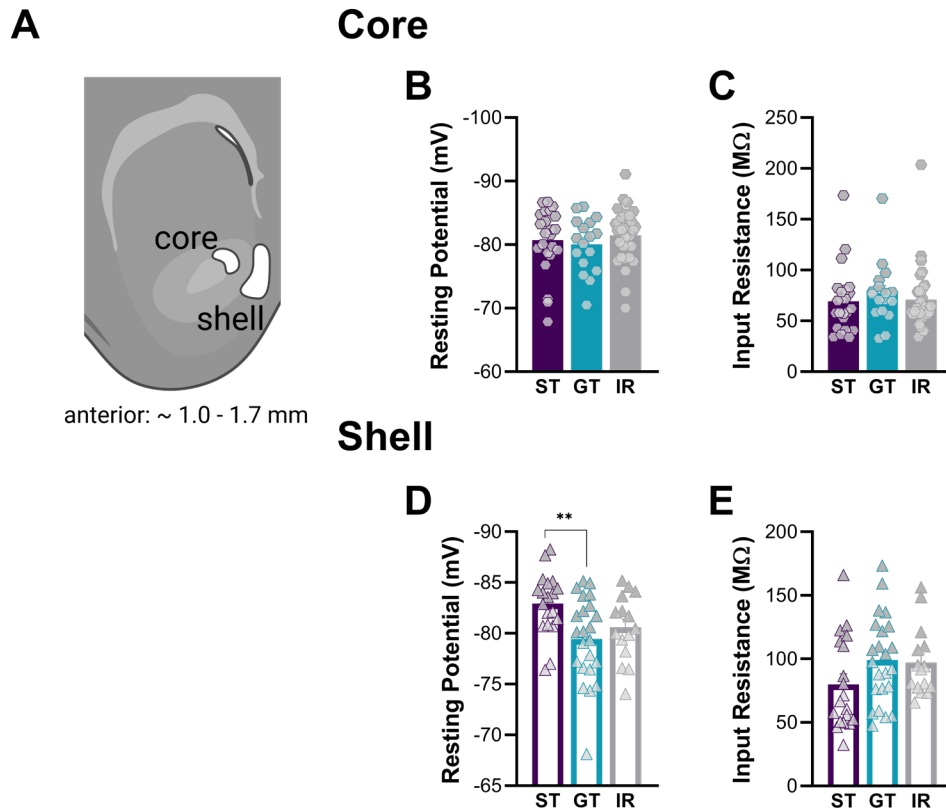 A
core
shell
anterior: ~ 1.0 - 1.7 mm
Core
B
Resting Potential (mV)
-100
-90
-80
-70
-60
ST GT IR
C
Input Resistance (MΩ)
250
200
150
100
50
0
ST GT IR
Shell
D
Resting Potential (mV)
-90
-85
-80
-75
-70
-65
**
ST GT IR
E
Input Resistance (MΩ)
200
150
100
50
0
ST GT IR